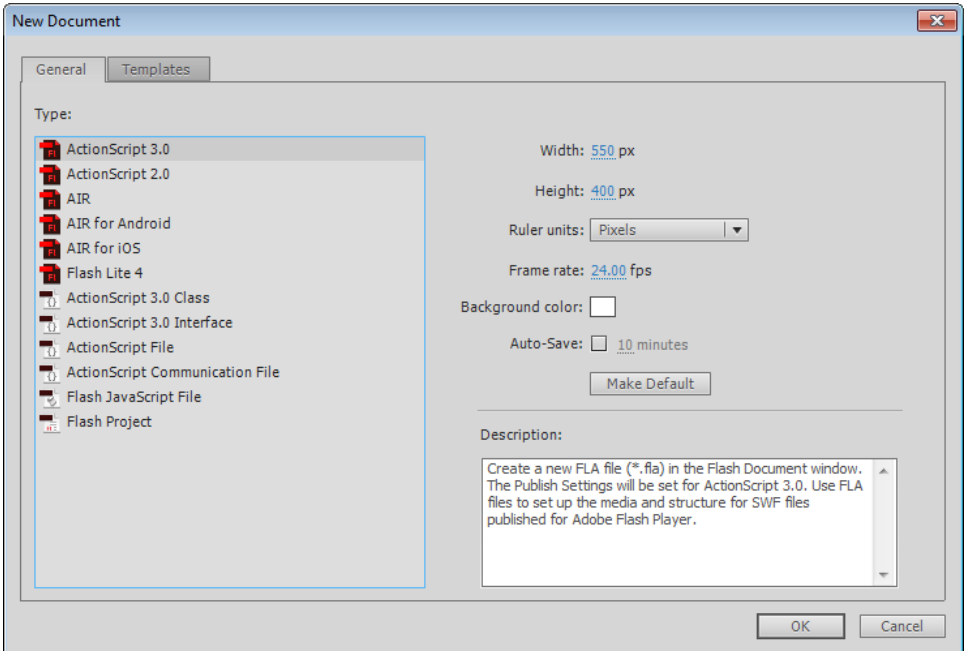 New Document
General
Templates
Type:
ActionScript 3.0
ActionScript 2.0
AIR
AIR for Android
AIR for iOS
Flash Lite 4
ActionScript 3.0 Class
ActionScript 3.0 Interface
ActionScript File
ActionScript Communication File
Flash JavaScript File
Flash Project
Width: 550 px
Height: 400 px
Ruler units: Pixels
Frame rate: 24.00 fps
Background color:
Auto-Save: 10 minutes
Make Default
Description:
Create a new FLA file (*.fla) in the Flash Document window.
The Publish Settings will be set for ActionScript 3.0. Use FLA
files to set up the media and structure for SWF files
published for Adobe Flash Player.
OK
Cancel